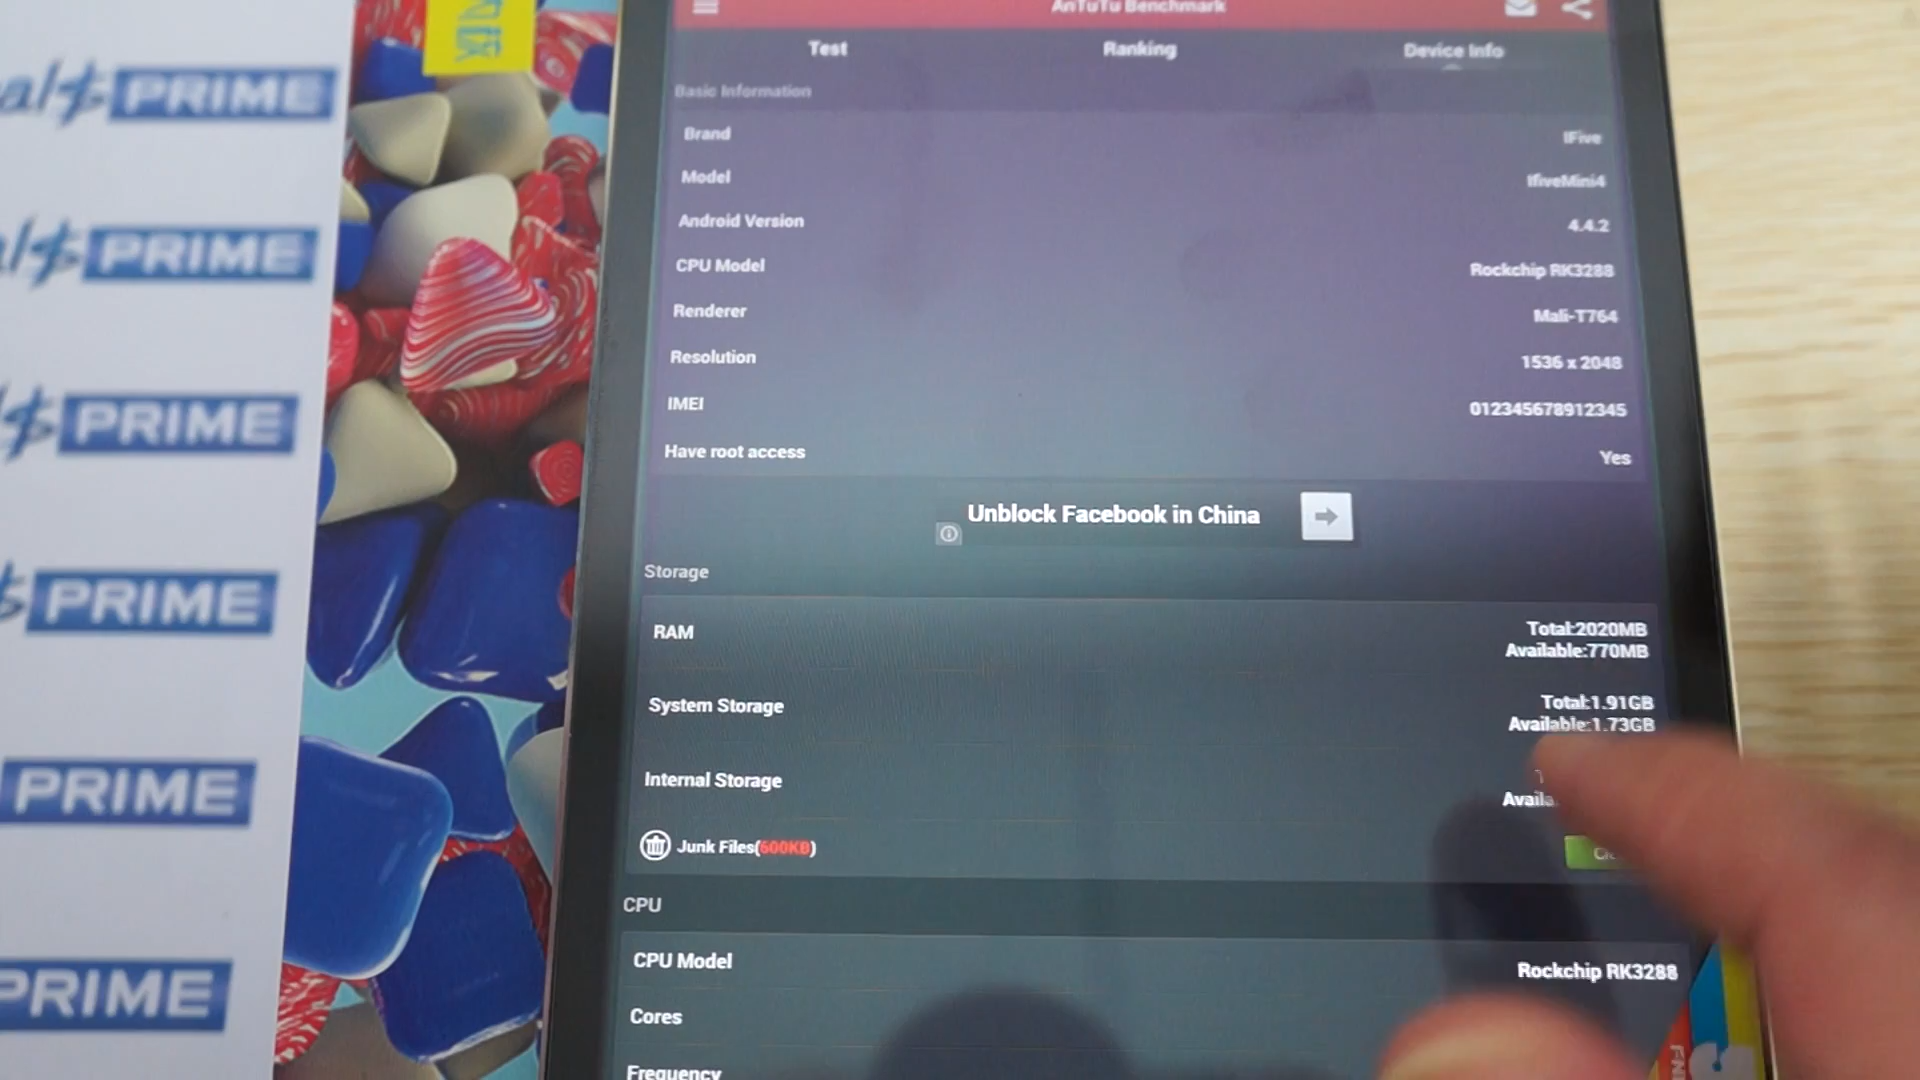 AnTuTu Benchmark
Test Ranking Device Info
Basic Information
Brand IFive
Model IfiveMini4
Android Version 4.4.2
CPU Model Rockchip RK3288
Renderer Mali-T764
Resolution 1536 x 2048
IMEI 012345678912345
Have root access Yes
Unblock Facebook in China
Storage
RAM Total:2020MB
Available:770MB
System Storage Total:1.91GB
Available:1.73GB
Internal Storage
Availa
Junk Files(600KB)
CPU
CPU Model Rockchip RK3288
Cores
Frequency
al$ PRIME
l$ PRIME
$ PRIME
$ PRIME
PRIME
PRIME